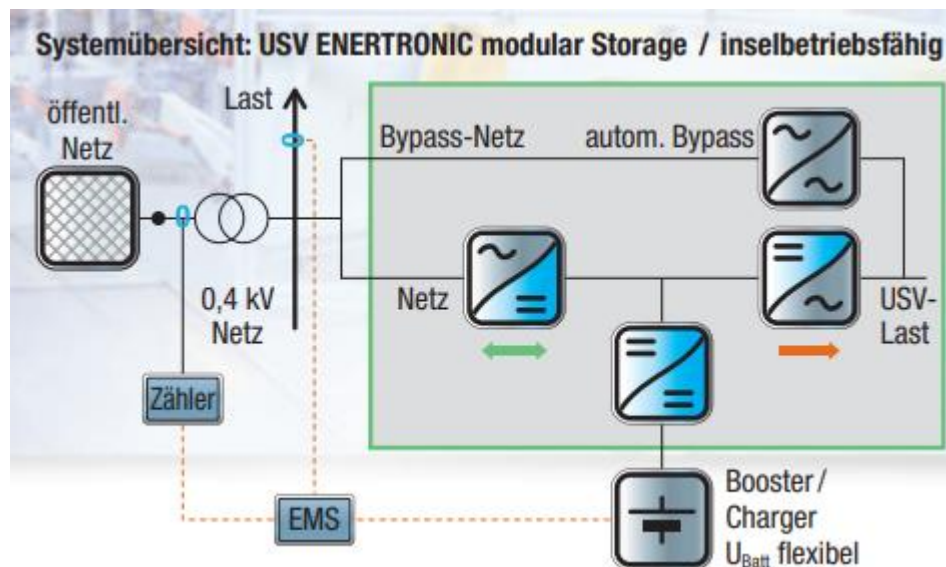 Systemübersicht: USV ENERTRONIC modular Storage / inselbetriebsfähig
öffentl.
Netz
Last
Bypass-Netz
autom. Bypass
0,4 kV
Netz
Netz
USV-
Last
Zähler
EMS
Booster/
Charger
U_Batt flexibel